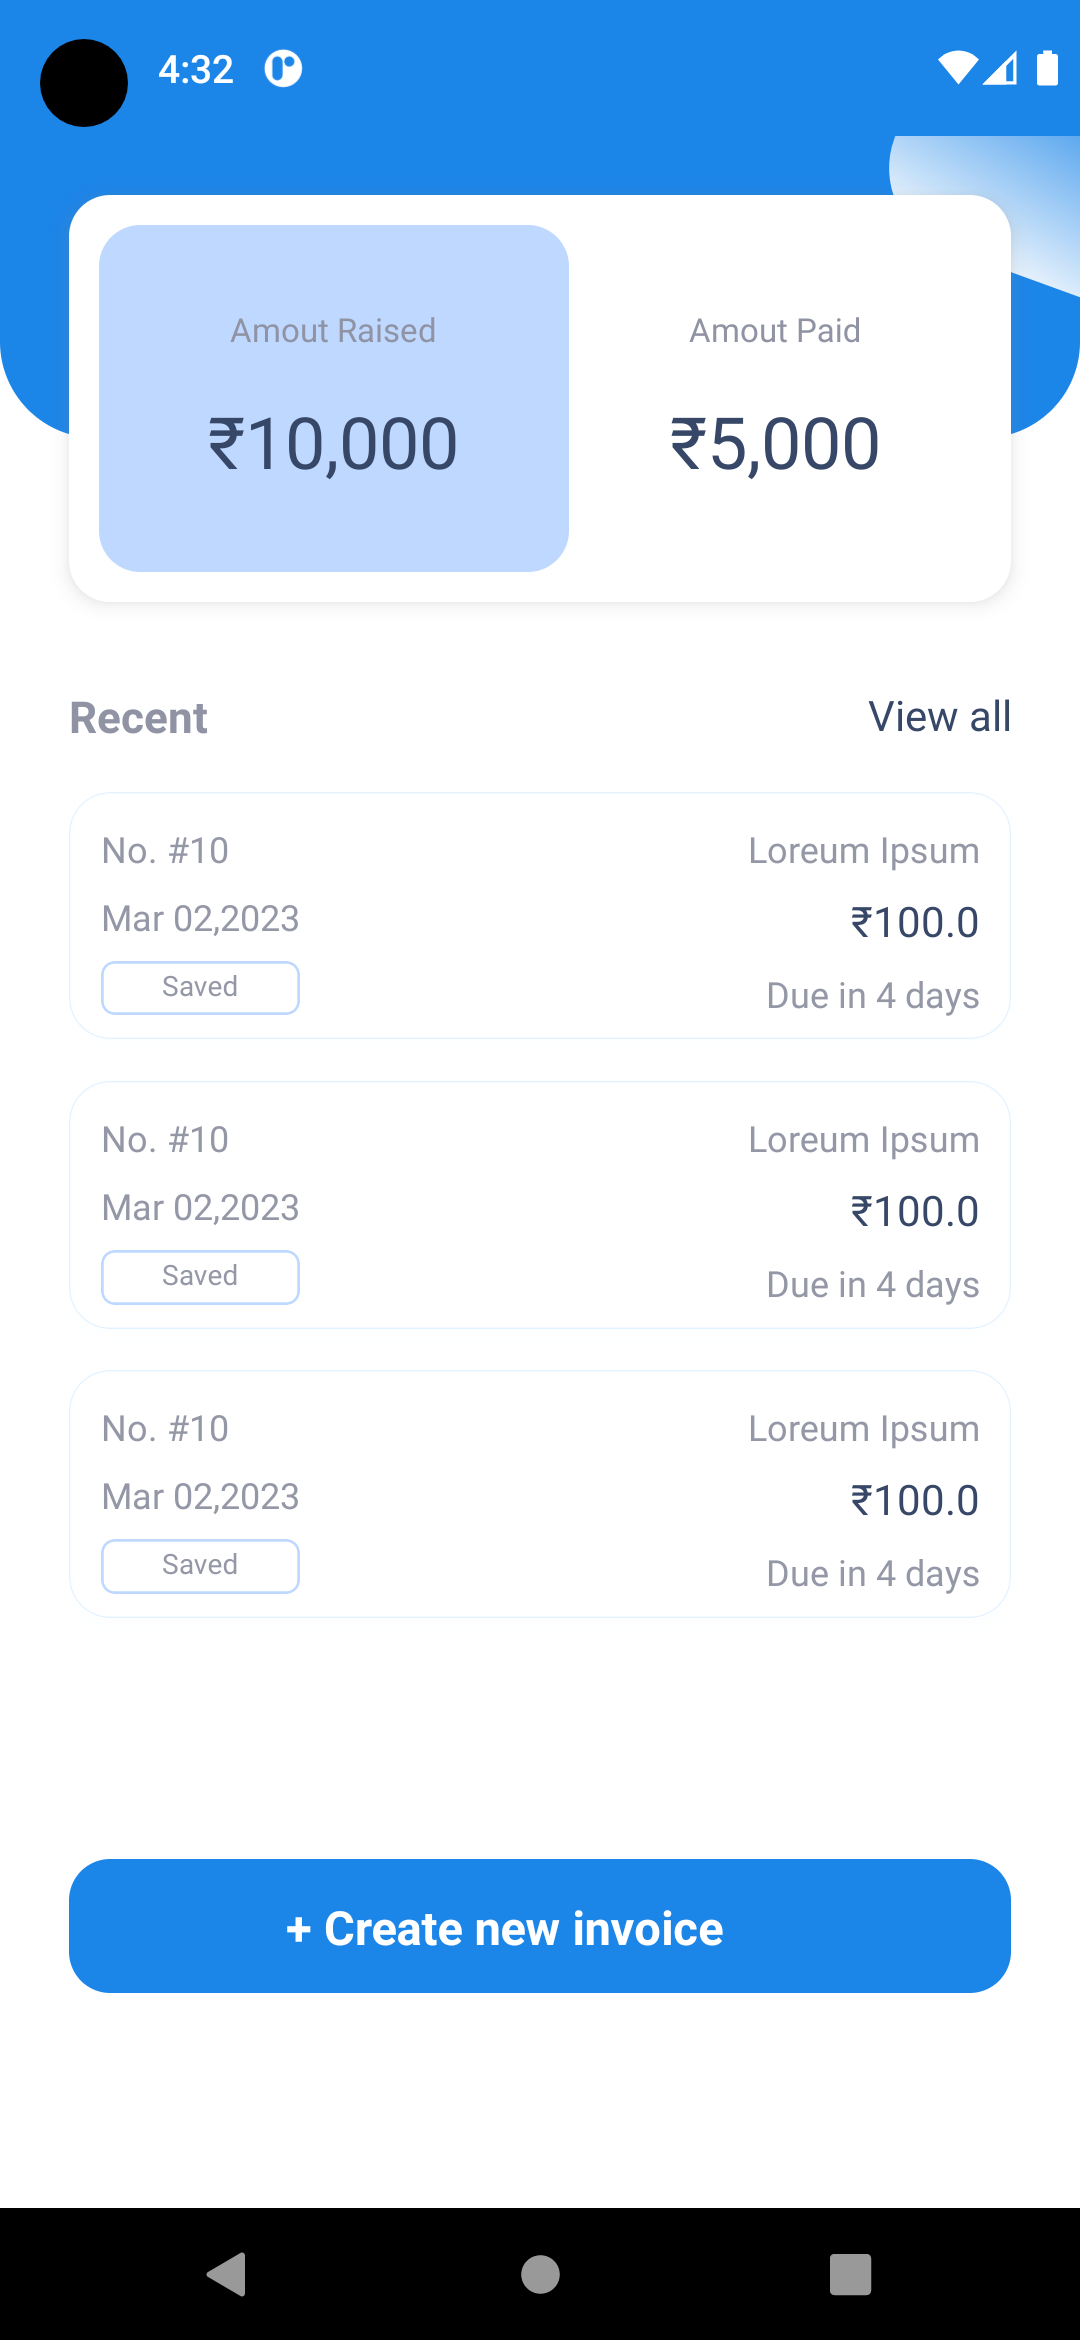 4:32
Amout Raised
Amout Paid
₹10,000
₹5,000
Recent
View all
No. #10
Loreum Ipsum
Mar 02,2023
₹100.0
Saved
Due in 4 days
No. #10
Loreum Ipsum
Mar 02,2023
₹100.0
Saved
Due in 4 days
No. #10
Loreum Ipsum
Mar 02,2023
₹100.0
Saved
Due in 4 days
+ Create new invoice